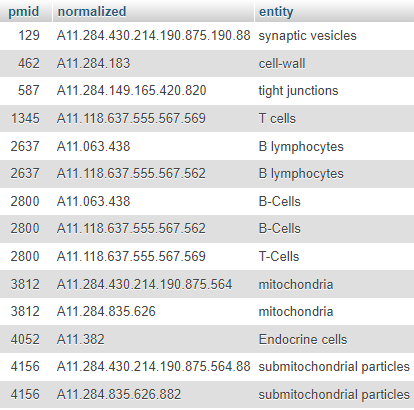 pmid normalized entity
129 A11.284.430.214.190.875.190.88 synaptic vesicles
462 A11.284.183 cell-wall
587 A11.284.149.165.420.820 tight junctions
1345 A11.118.637.555.567.569 T cells
2637 A11.063.438 B lymphocytes
2637 A11.118.637.555.567.562 B lymphocytes
2800 A11.063.438 B-Cells
2800 A11.118.637.555.567.562 B-Cells
2800 A11.118.637.555.567.569 T-Cells
3812 A11.284.430.214.190.875.564 mitochondria
3812 A11.284.835.626 mitochondria
4052 A11.382 Endocrine cells
4156 A11.284.430.214.190.875.564.88 submitochondrial particles
4156 A11.284.835.626.882 submitochondrial particles